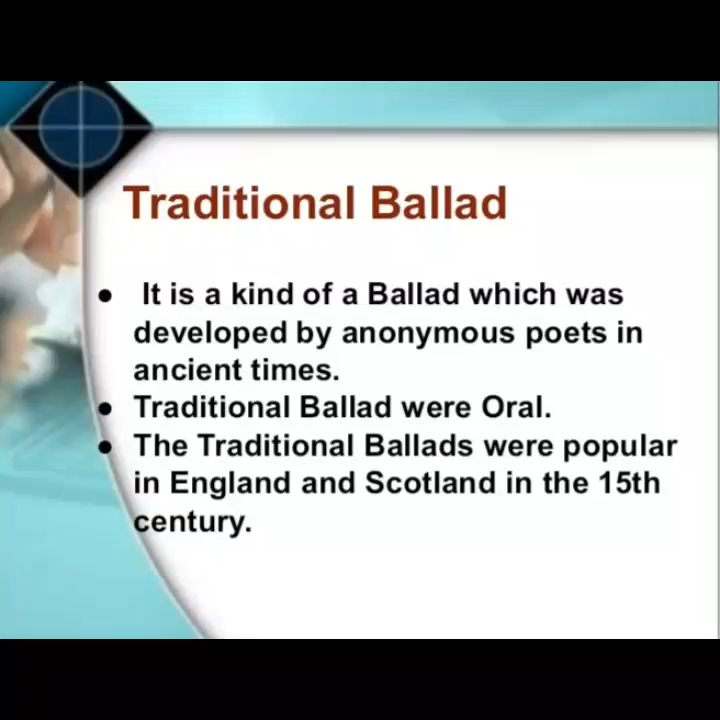 Traditional Ballad
● It is a kind of a Ballad which was
developed by anonymous poets in
ancient times.
● Traditional Ballad were Oral.
● The Traditional Ballads were popular
in England and Scotland in the 15th
century.